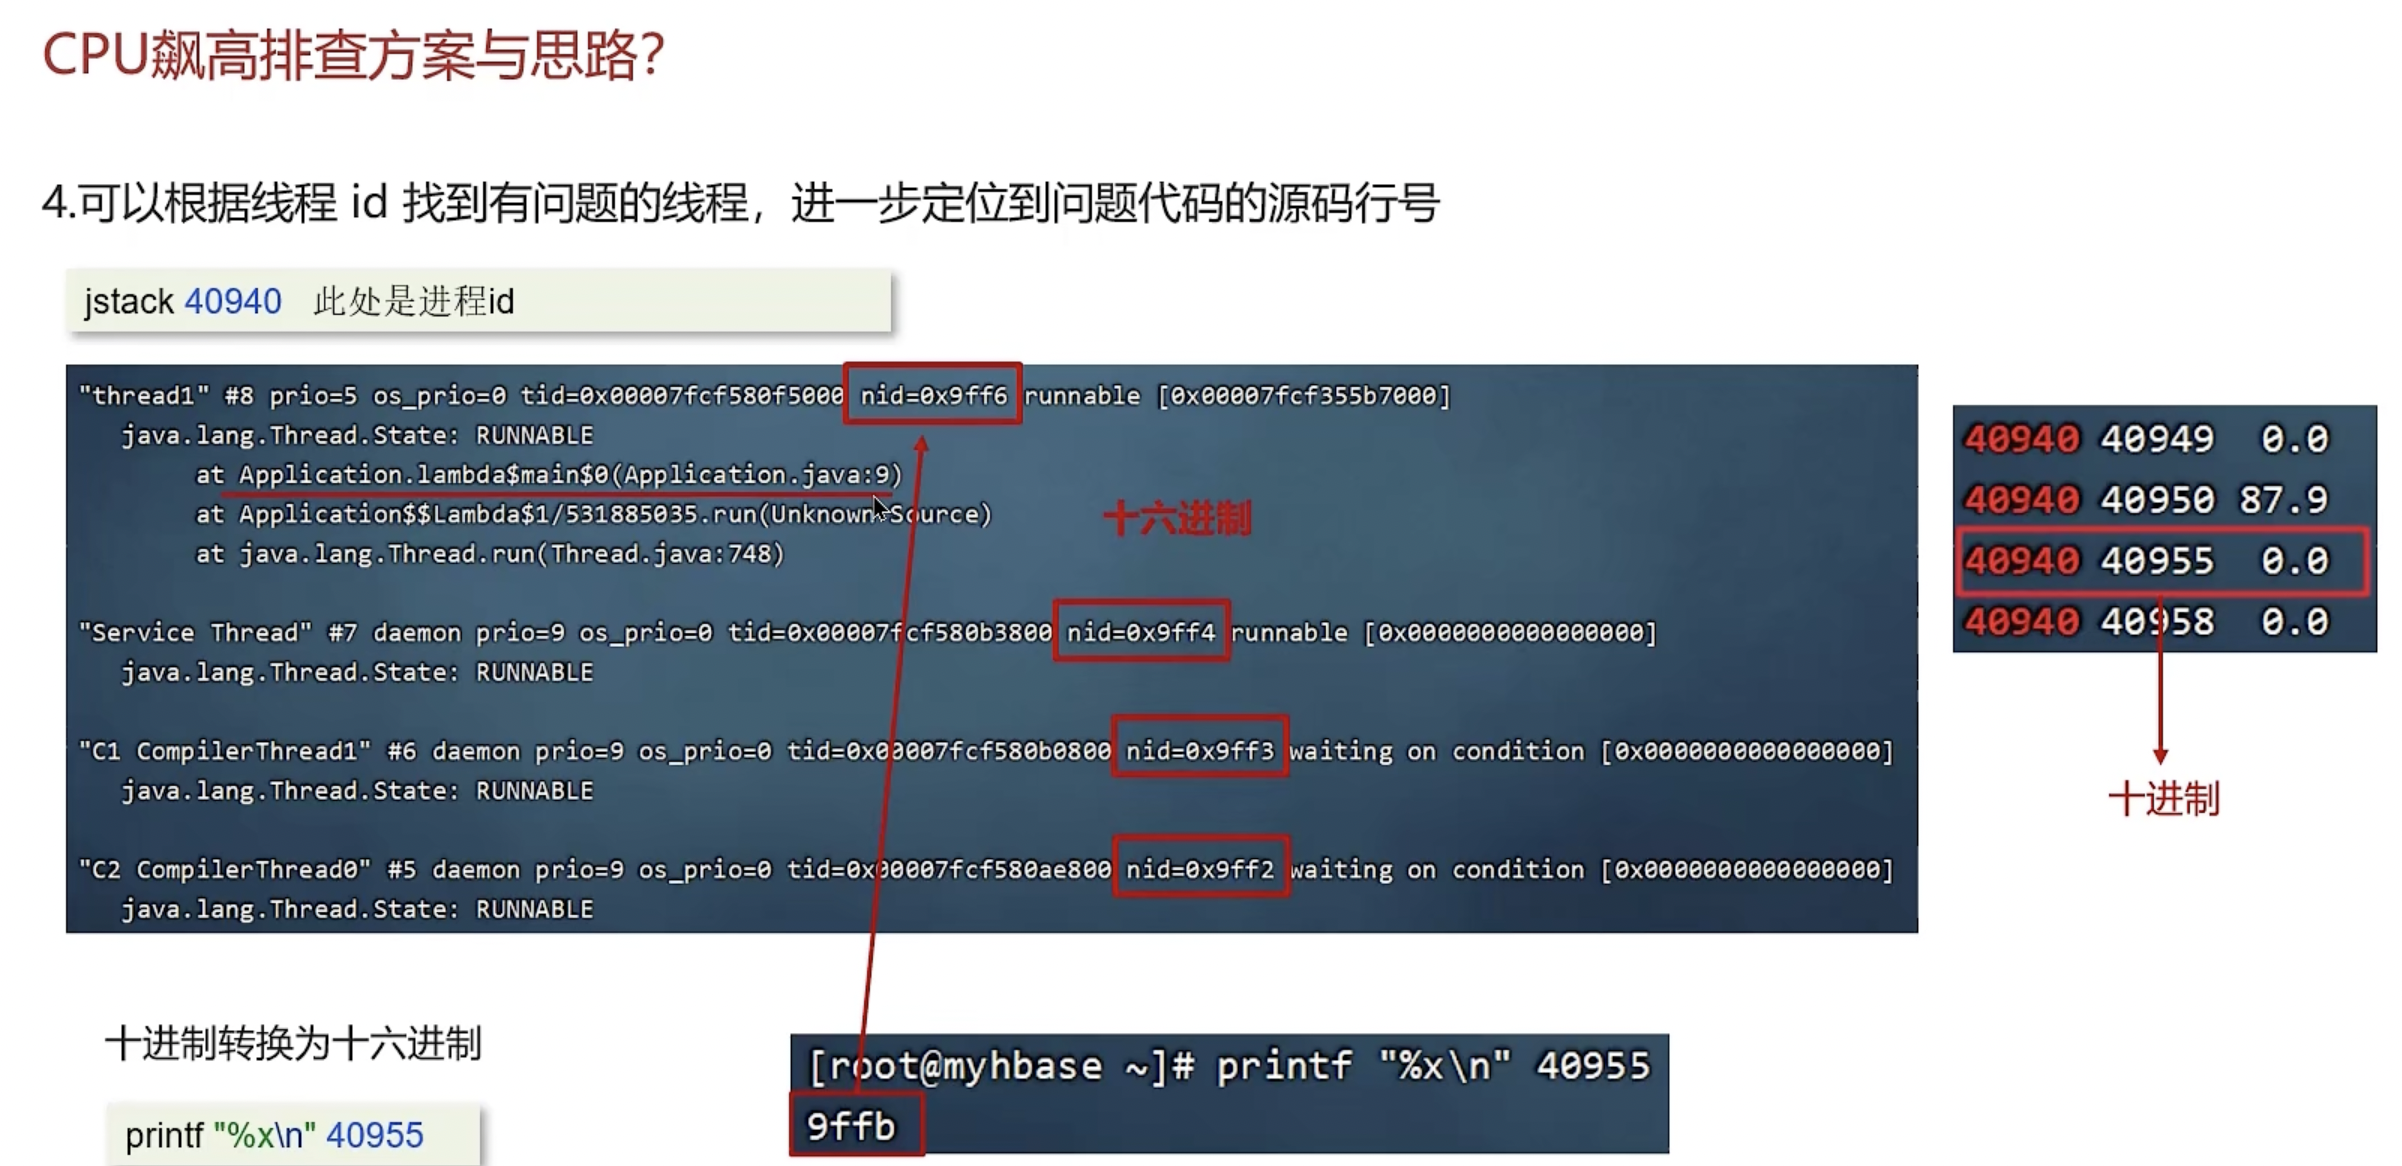 CPU飙高排查方案与思路？
4.可以根据线程 id 找到有问题的线程，进一步定位到问题代码的源码行号
jstack 40940 此处是进程id
"thread1" #8 prio=5 os_prio=0 tid=0x00007fcf580f5000 nid=0x9ff6 runnable [0x00007fcf355b7000]
java.lang.Thread.State: RUNNABLE
at Application.lambda$main$0(Application.java:9)
at Application$$Lambda$1/531885035.run(Unknown Source)
at java.lang.Thread.run(Thread.java:748)
十六进制
"Service Thread" #7 daemon prio=9 os_prio=0 tid=0x00007fcf580b3800 nid=0x9ff4 runnable [0x0000000000000000]
java.lang.Thread.State: RUNNABLE
"C1 CompilerThread1" #6 daemon prio=9 os_prio=0 tid=0x00007fcf580b0800 nid=0x9ff3 waiting on condition [0x0000000000000000]
java.lang.Thread.State: RUNNABLE
"C2 CompilerThread0" #5 daemon prio=9 os_prio=0 tid=0x00007fcf580ae800 nid=0x9ff2 waiting on condition [0x0000000000000000]
java.lang.Thread.State: RUNNABLE
40940 40949 0.0
40940 40950 87.9
40940 40955 0.0
40940 40958 0.0
十进制
十进制转换为十六进制
printf "%x\n" 40955
[root@myhbase ~]# printf "%x\n" 40955
9ffb